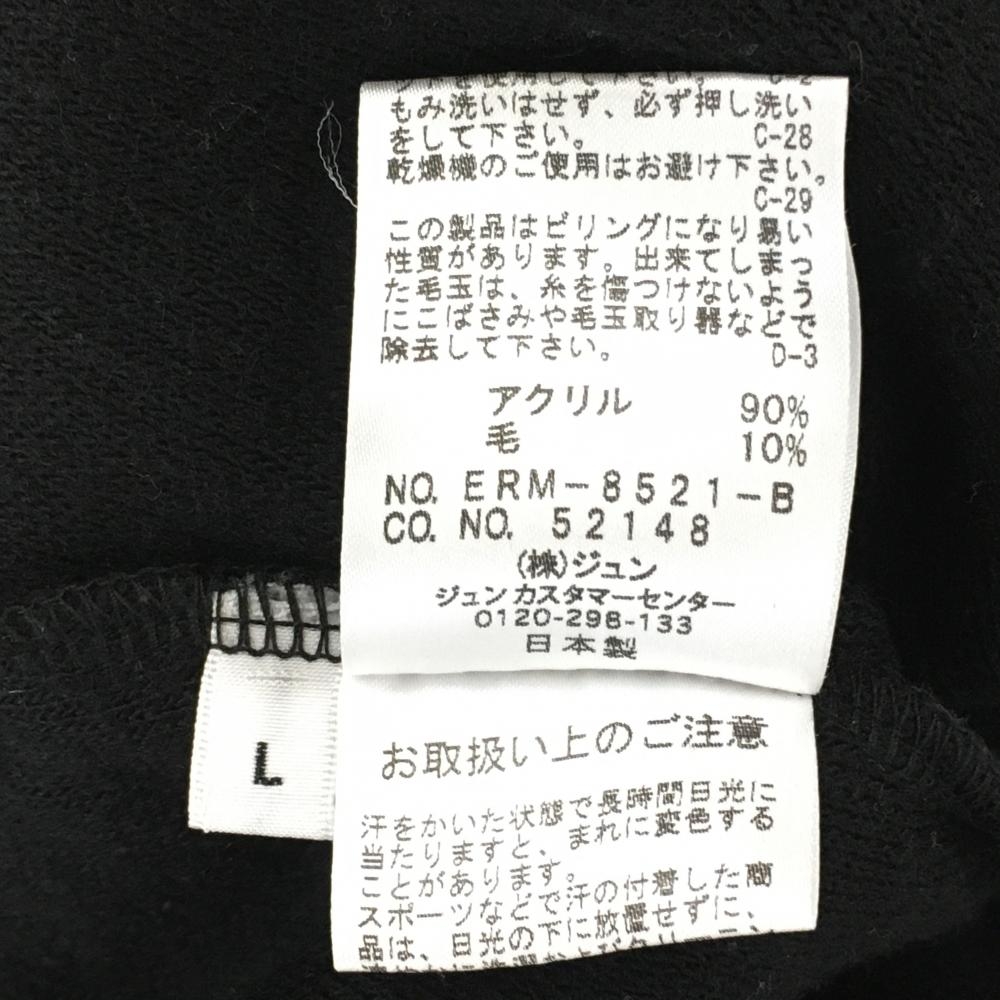 を使用して下さい。
もみ洗いはせず、必ず押し洗い
をして下さい。 C-28
乾燥機のご使用はお避け下さい。
C-29
この製品はピリングになり易い
性質があります。出来てしまっ
た毛玉は、糸を傷つけないよう
にこばさみや毛玉取り器などで
除去して下さい。 D-3
アクリル 90%
毛 10%
NO. ERM-8521-B
CO. NO. 52148
(株)ジュン
ジュンカスタマーセンター
0120-298-133
日本製
L
お取扱い上のご注意
汗をかいた状態で長時間日光に
当たりますと、まれに変色する
ことがあります。
スポーツなどで汗の付着した商
品は、日光の下に放置せずに、